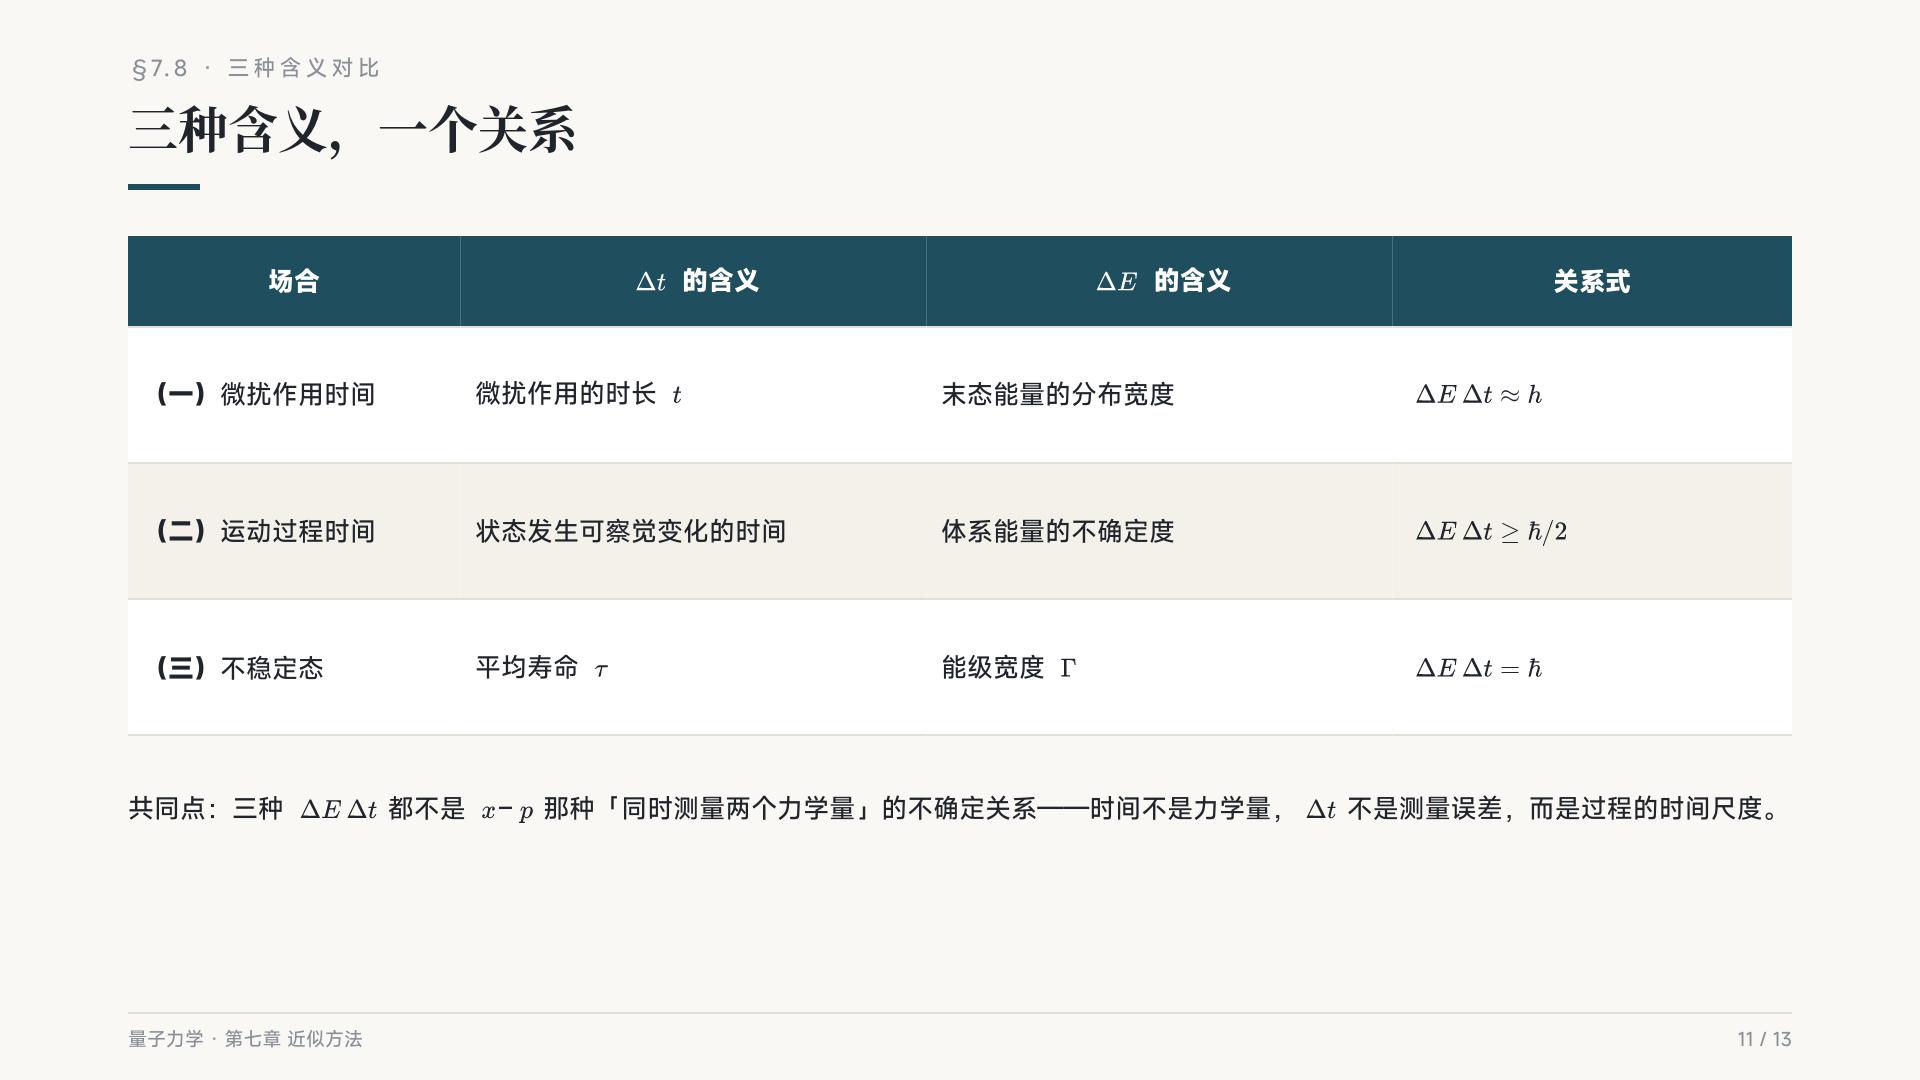 §7.8 · 三种含义对比
三种含义，一个关系
场合 Δt 的含义 ΔE 的含义 关系式
(一) 微扰作用时间 微扰作用的时长 t 末态能量的分布宽度 ΔE Δt ≈ h
(二) 运动过程时间 状态发生可察觉变化的时间 体系能量的不确定度 ΔE Δt ≥ ħ/2
(三) 不稳定态 平均寿命 τ 能级宽度 Γ ΔE Δt = ħ
共同点：三种 ΔE Δt 都不是 x–p 那种「同时测量两个力学量」的不确定关系——时间不是力学量，Δt 不是测量误差，而是过程的时间尺度。
量子力学 · 第七章 近似方法
11 / 13